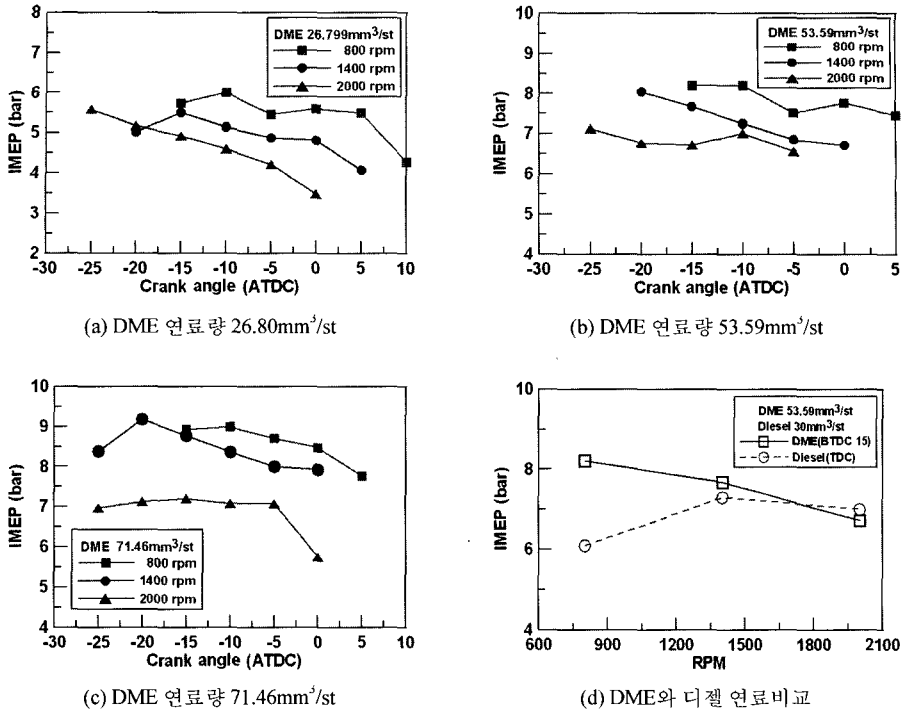 8
7
6
5
4
3
2
IMEP (bar)
DME 26.799mm³/st
800 rpm
1400 rpm
2000 rpm
-30 -25 -20 -15 -10 -5 0 5 10
Crank angle (ATDC)
(a) DME 연료량 26.80mm³/st
10
9
8
7
6
5
4
IMEP (bar)
DME 53.59mm³/st
800 rpm
1400 rpm
2000 rpm
-30 -25 -20 -15 -10 -5 0 5
Crank angle (ATDC)
(b) DME 연료량 53.59mm³/st
10
9
8
7
6
5
4
IMEP (bar)
DME 71.46mm³/st
800 rpm
1400 rpm
2000 rpm
-30 -25 -20 -15 -10 -5 0 5 10
Crank angle (ATDC)
(c) DME 연료량 71.46mm³/st
10
9
8
7
6
5
4
IMEP (bar)
DME 53.59mm³/st
Diesel 30mm³/st
DME(BTDC 15)
Diesel(TDC)
600 900 1200 1500 1800 2100
RPM
(d) DME와 디젤 연료비교